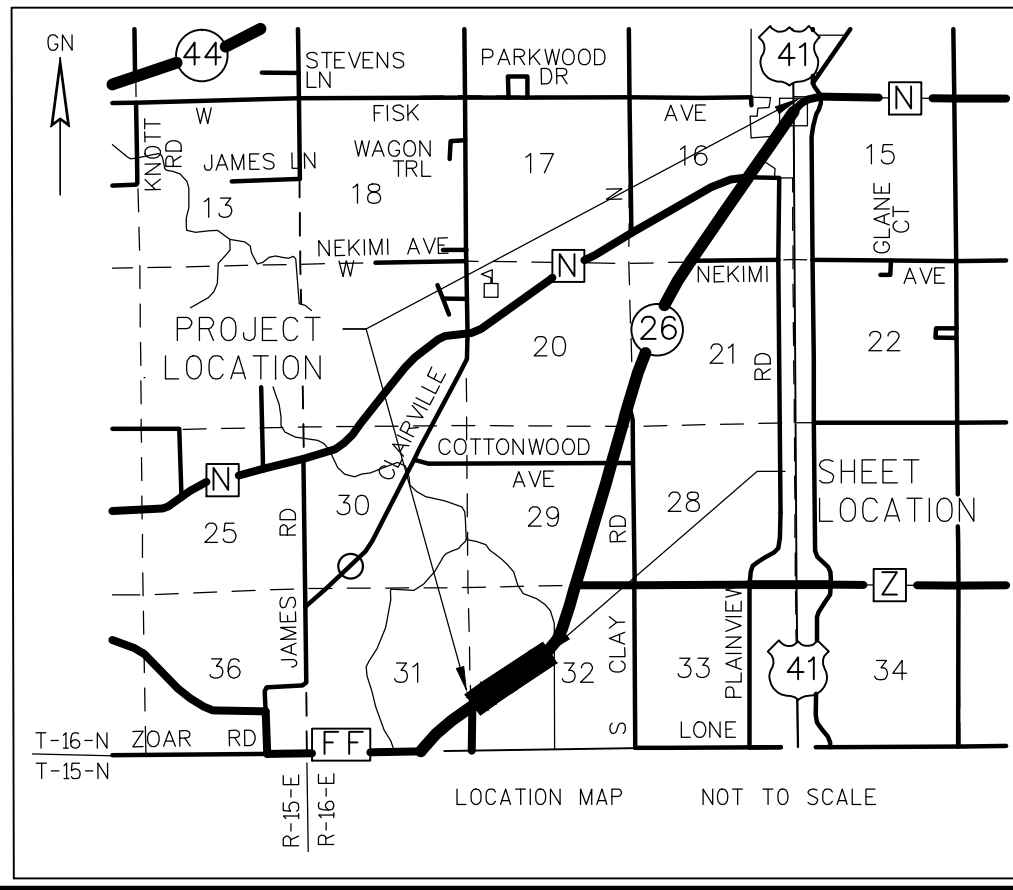 GN
44
STEVENS
LN
PARKWOOD
DR
41
W
FISK
AVE
N
KNOTT
RD
JAMES LN
WAGON
TRL
13
18
17
16
15
N
GLANE
CT
NEKIMI AVE
W
N
NEKIMI
AVE
PROJECT
LOCATION
26
20
21
22
RD
CLAIRVILLE
COTTONWOOD
AVE
SHEET
LOCATION
N
25
RD
30
29
RD
28
Z
JAMES
36
31
32
CLAY
33
PLAINVIEW
41
34
S
LONE
T-16-N
ZOAR RD
FF
T-15-N
R-15-E
R-16-E
LOCATION MAP
NOT TO SCALE